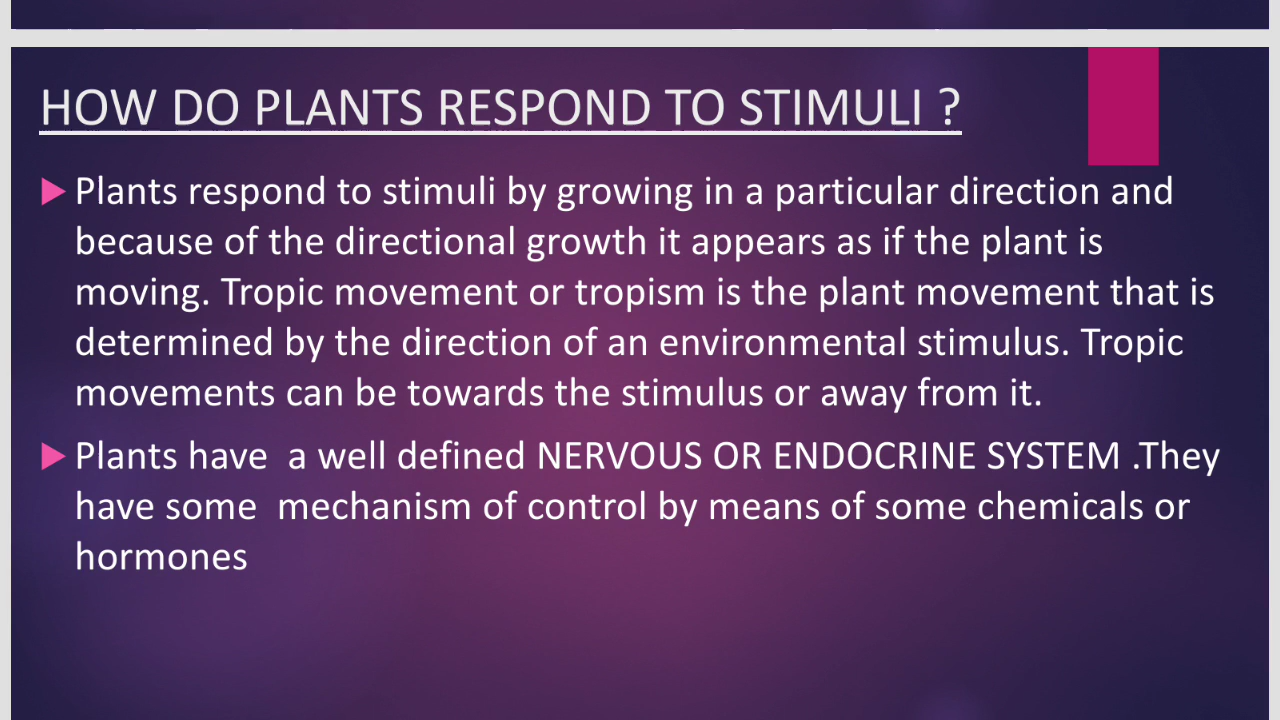 HOW DO PLANTS RESPOND TO STIMULI ?
Plants respond to stimuli by growing in a particular direction and
because of the directional growth it appears as if the plant is
moving. Tropic movement or tropism is the plant movement that is
determined by the direction of an environmental stimulus. Tropic
movements can be towards the stimulus or away from it.
Plants have  a well defined NERVOUS OR ENDOCRINE SYSTEM .They
have some  mechanism of control by means of some chemicals or
hormones